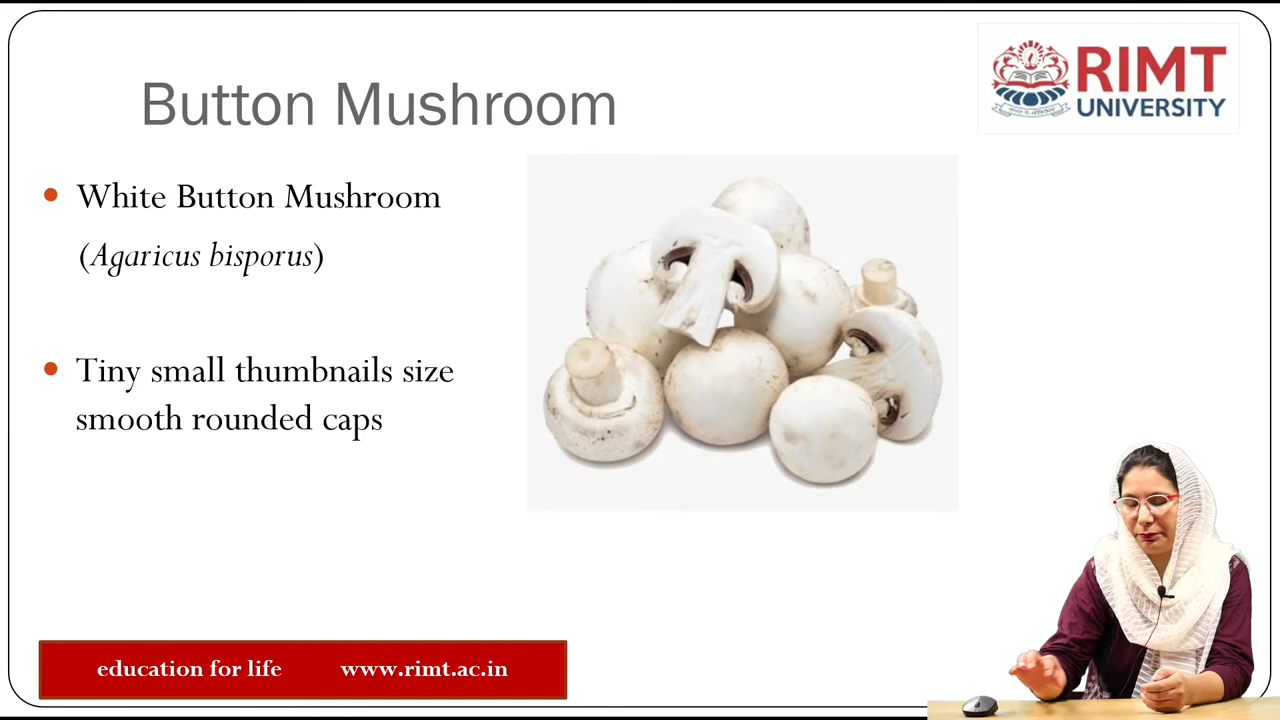 RIMT
UNIVERSITY
Button Mushroom
White Button Mushroom
(Agaricus bisporus)
Tiny small thumbnails size
smooth rounded caps
education for life www.rimt.ac.in